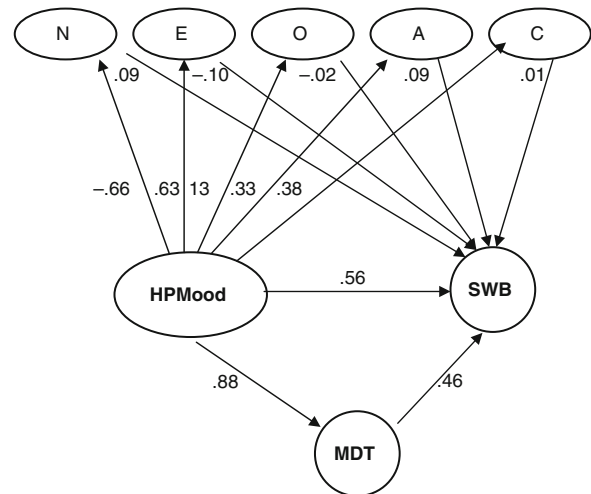 N E O A C
.09 –.10 –.02 .09 .01
–.66 .63 13 .33 .38
HPMood .56 SWB
.88 .46
MDT